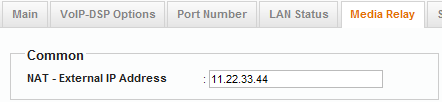 Main VoIP-DSP Options Port Number LAN Status Media Relay S
Common
NAT - External IP Address : 11.22.33.44